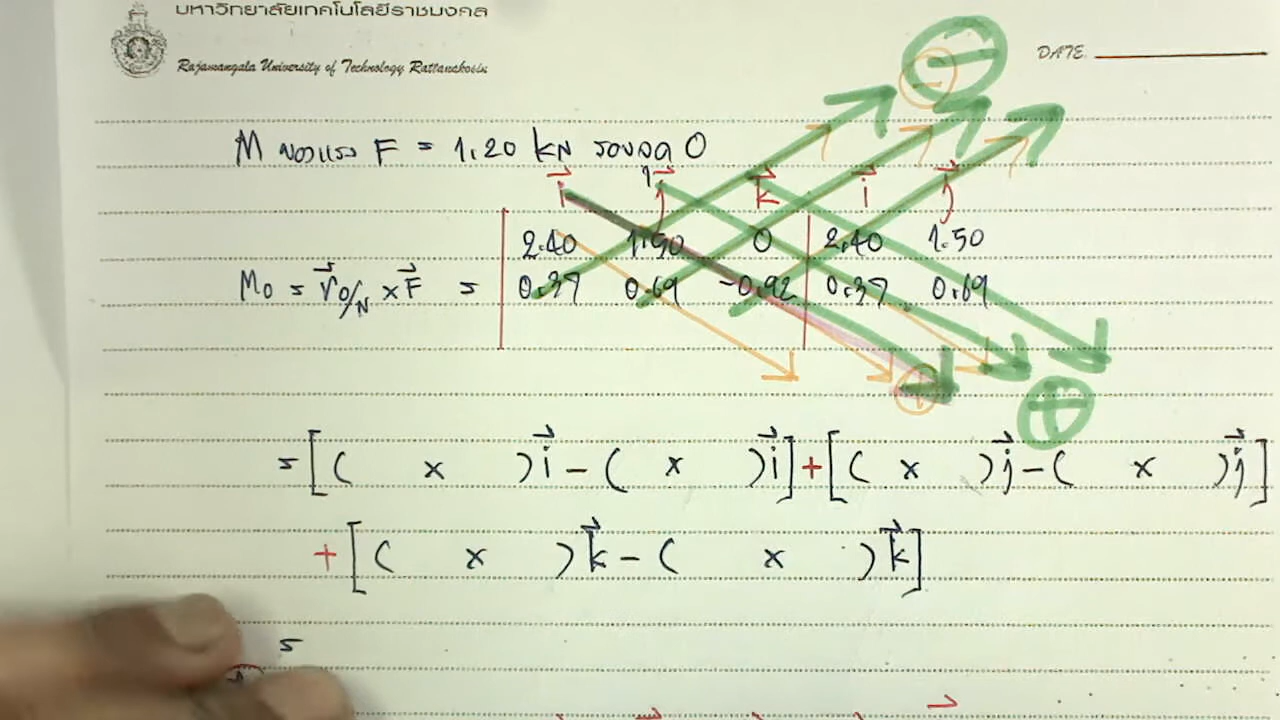 มหาวิทยาลัยเทคโนโลยีราชมงคล
Rajamangala University of Technology Rattanakosin
DATE.
M ของแรง F = 1.20 kN รอบจุด O
i j k i j
2.40 1.50 0 2.40 1.50
M₀ = r O/N × F = 0.37 0.69 -0.92 0.37 0.69
= [( × ) i - ( × ) i] + [( × ) j - ( × ) j]
+ [( × ) k - ( × ) k]
=